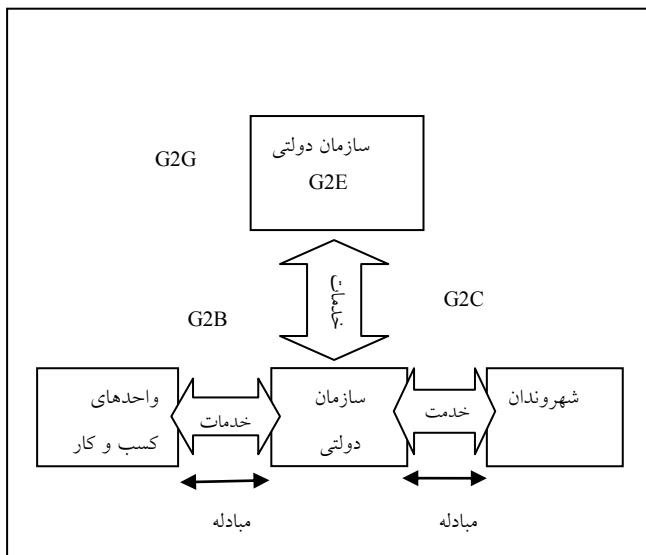 سازمان دولتی
G2E
G2G
خدمات
G2C
G2B
شهروندان
خدمت
سازمان
دولتی
خدمات
واحدهای
کسب و کار
مبادله
مبادله